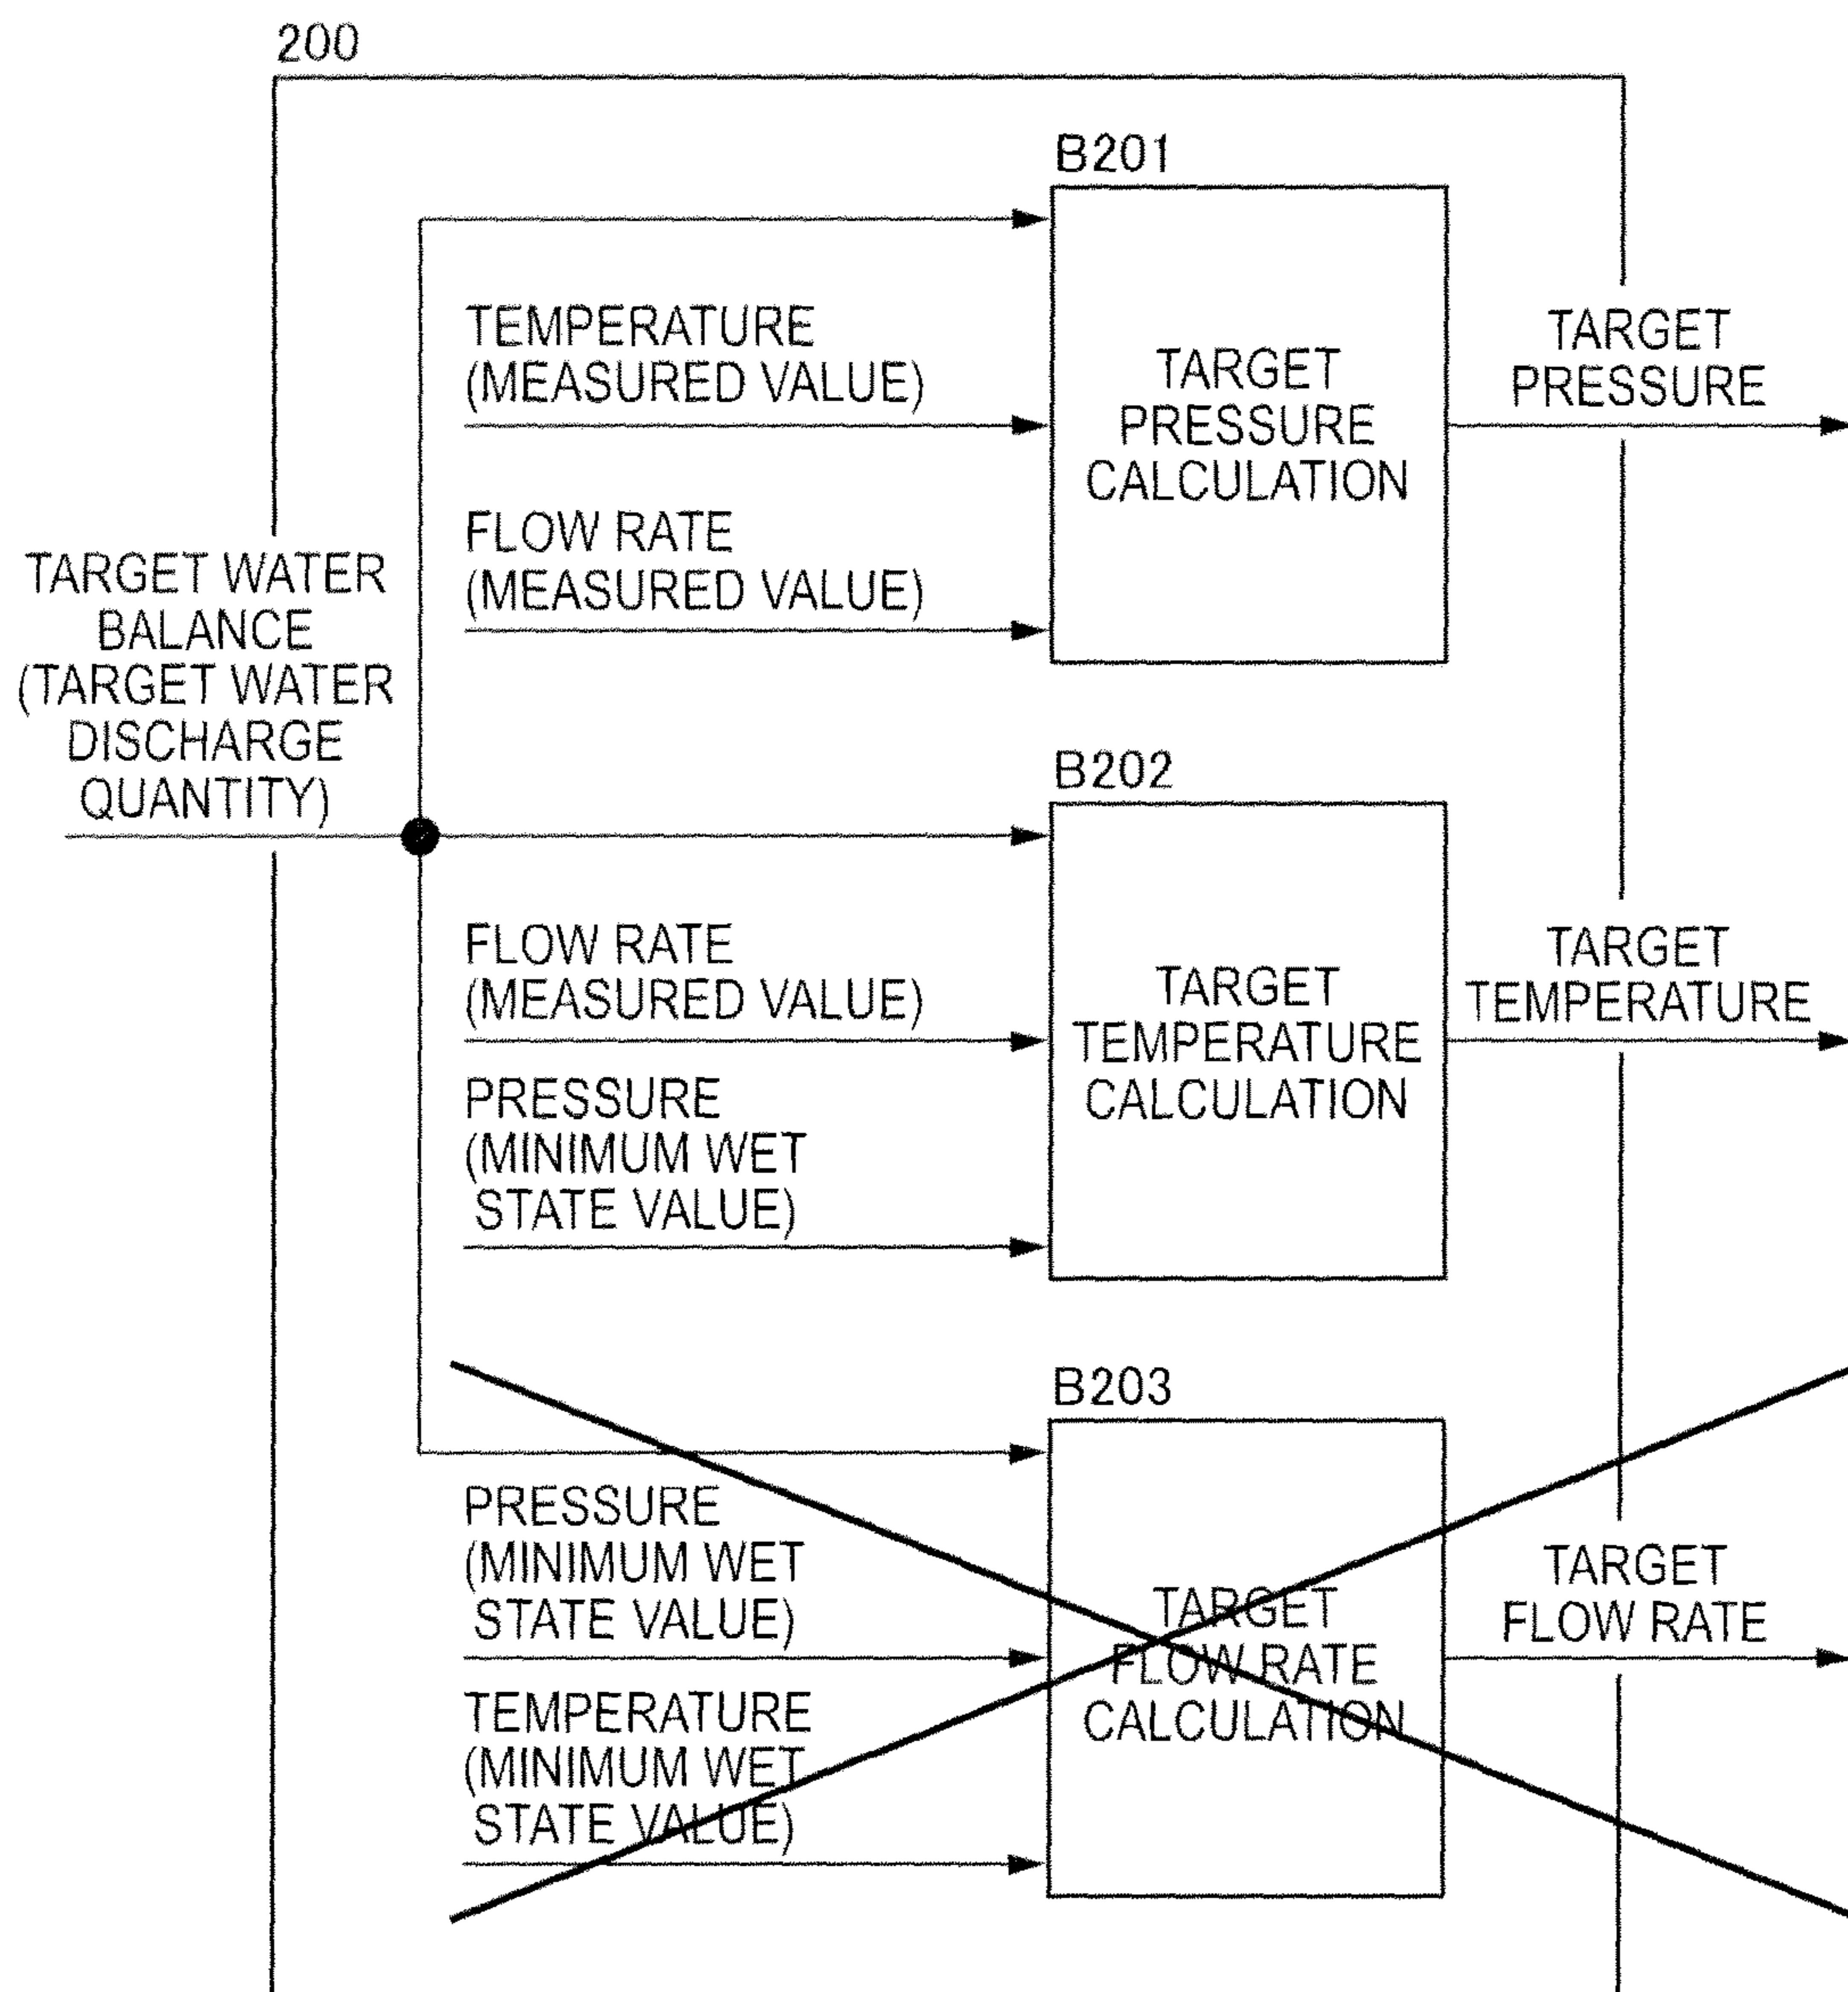 200
B201
TEMPERATURE
(MEASURED VALUE)
FLOW RATE
(MEASURED VALUE)
TARGET
PRESSURE
CALCULATION
TARGET
PRESSURE
TARGET WATER
BALANCE
(TARGET WATER
DISCHARGE
QUANTITY)
B202
FLOW RATE
(MEASURED VALUE)
PRESSURE
(MINIMUM WET
STATE VALUE)
TARGET
TEMPERATURE
CALCULATION
TARGET
TEMPERATURE
B203
PRESSURE
(MINIMUM WET
STATE VALUE)
TEMPERATURE
(MINIMUM WET
STATE VALUE)
TARGET
FLOW RATE
CALCULATION
TARGET
FLOW RATE